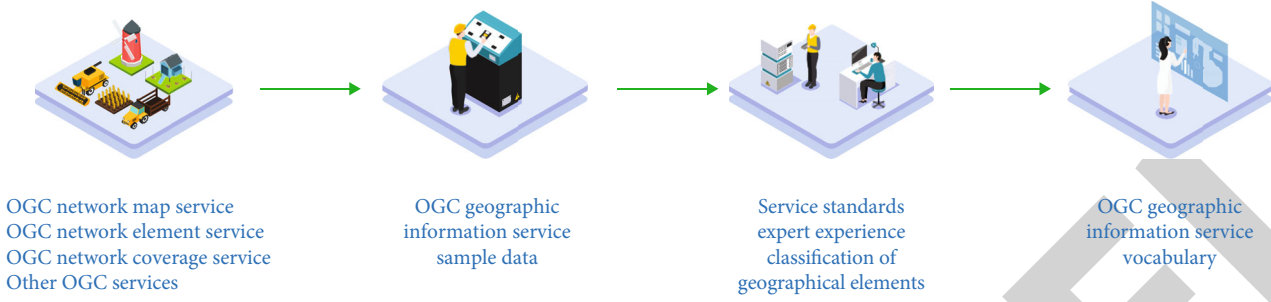 OGC network map service
OGC network element service
OGC network coverage service
Other OGC services
OGC geographic
information service
sample data
Service standards
expert experience
classification of
geographical elements
OGC geographic
information service
vocabulary